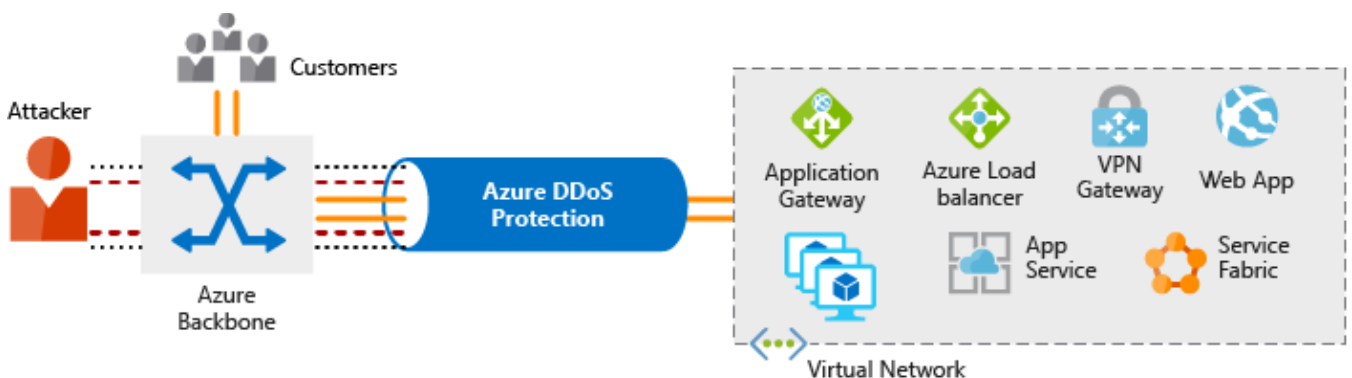 Customers
Attacker
Azure DDoS
Protection
Azure
Backbone
Application
Gateway
Azure Load
balancer
VPN
Gateway
Web App
App
Service
Service
Fabric
Virtual Network